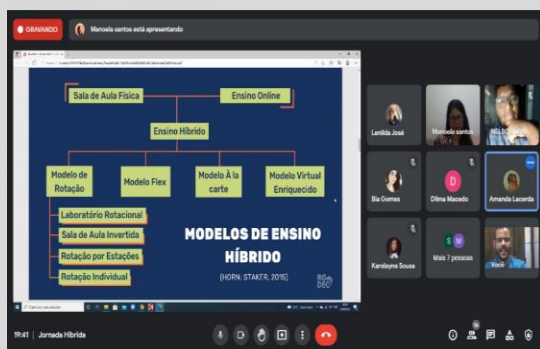 GRAVANDO
Manoela santos está apresentando
Sala de Aula Física
Ensino Online
Ensino Híbrido
Modelo de Rotação
Modelo Flex
Modelo À la carte
Modelo Virtual Enriquecido
Laboratório Rotacional
Sala de Aula Invertida
Rotação por Estações
Rotação Individual
MODELOS DE ENSINO
HÍBRIDO
(HORN; STAKER, 2015)
Lenilda José
Manoela santos
Bia Gomes
D
Dilma Macedo
Amanda Lacerda
Karolayne Sousa
S M
Mais 7 pessoas
Você
19:41 | Jornada Híbrida